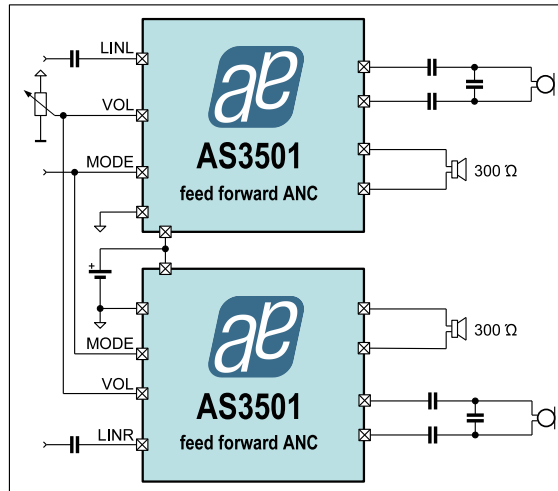 LINL
VOL
MODE
AS3501
feed forward ANC
300 Ω
+
300 Ω
MODE
VOL
AS3501
feed forward ANC
LINR